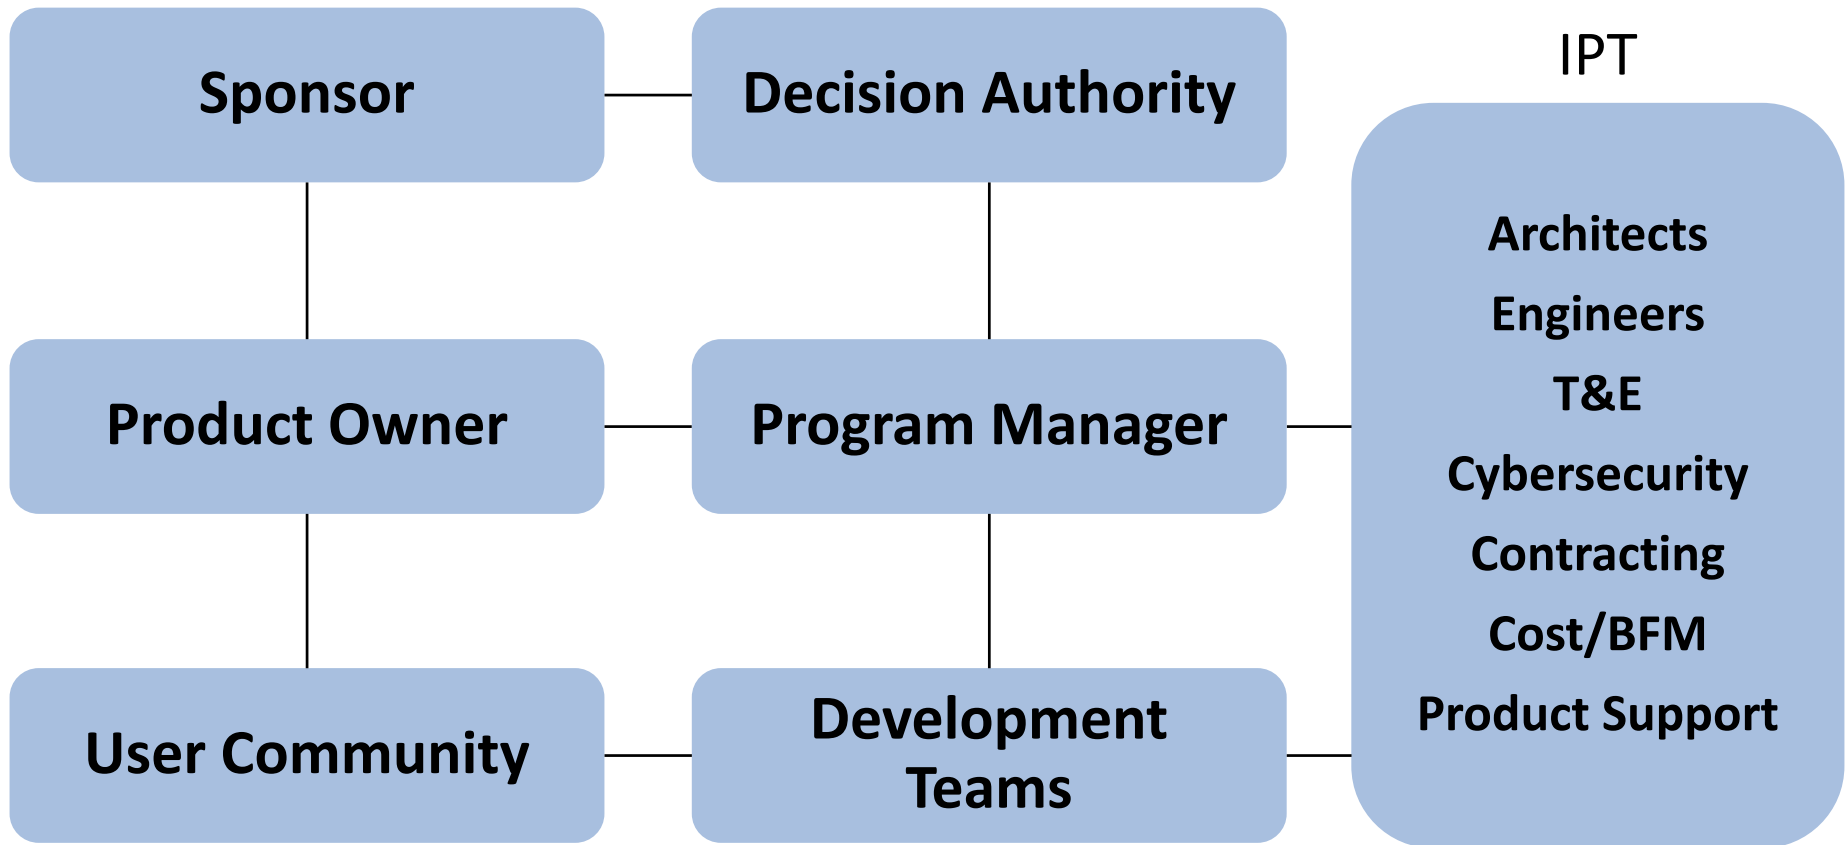 Sponsor
Decision Authority
IPT
Architects
Engineers
T&E
Cybersecurity
Contracting
Cost/BFM
Product Support
Product Owner
Program Manager
User Community
Development
Teams